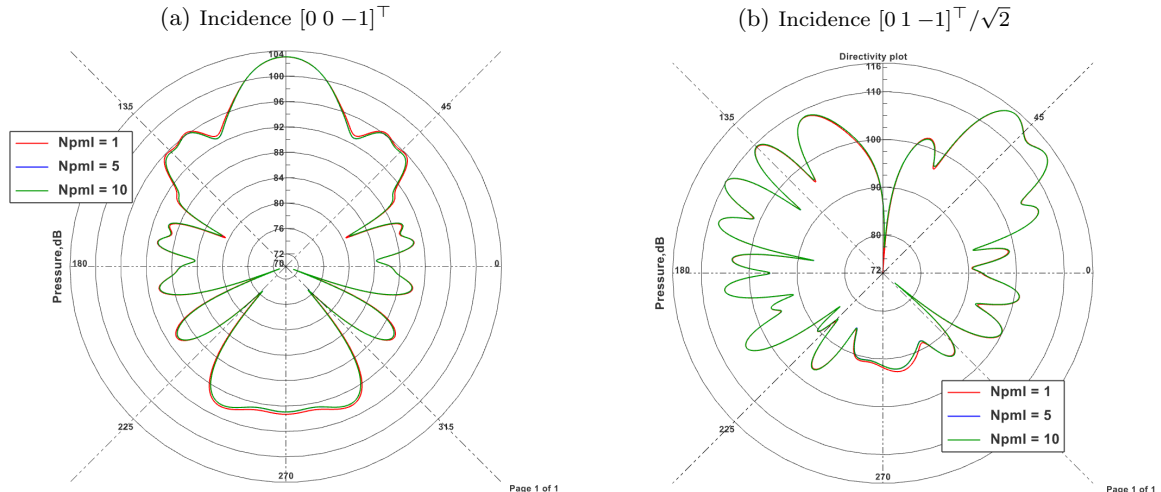 (a) Incidence [0 0 −1]⊤
(b) Incidence [0 1 −1]⊤/√2
Directivity plot
104
100
96
92
88
84
80
76
72
70
135
45
180
0
225
315
270
Pressure,dB
Npml = 1
Npml = 5
Npml = 10
Page 1 of 1
116
110
100
90
80
72
135
45
180
0
225
270
Pressure,dB
Npml = 1
Npml = 5
Npml = 10
Page 1 of 1